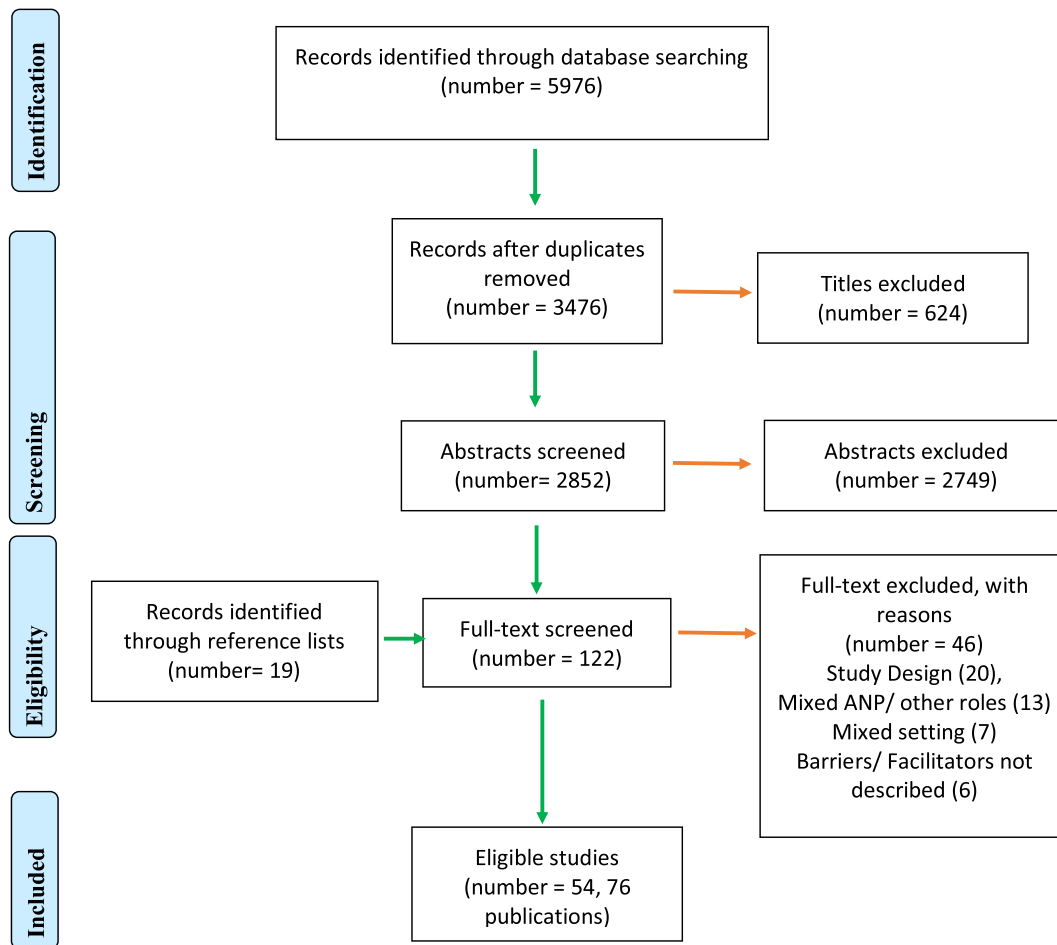 Identification
Records identified through database searching
(number = 5976)
Screening
Records after duplicates
removed
(number = 3476)
Titles excluded
(number = 624)
Abstracts screened
(number= 2852)
Abstracts excluded
(number = 2749)
Eligibility
Records identified
through reference lists
(number= 19)
Full-text screened
(number = 122)
Full-text excluded, with
reasons
(number = 46)
Study Design (20),
Mixed ANP/ other roles (13)
Mixed setting (7)
Barriers/ Facilitators not
described (6)
Included
Eligible studies
(number = 54, 76
publications)